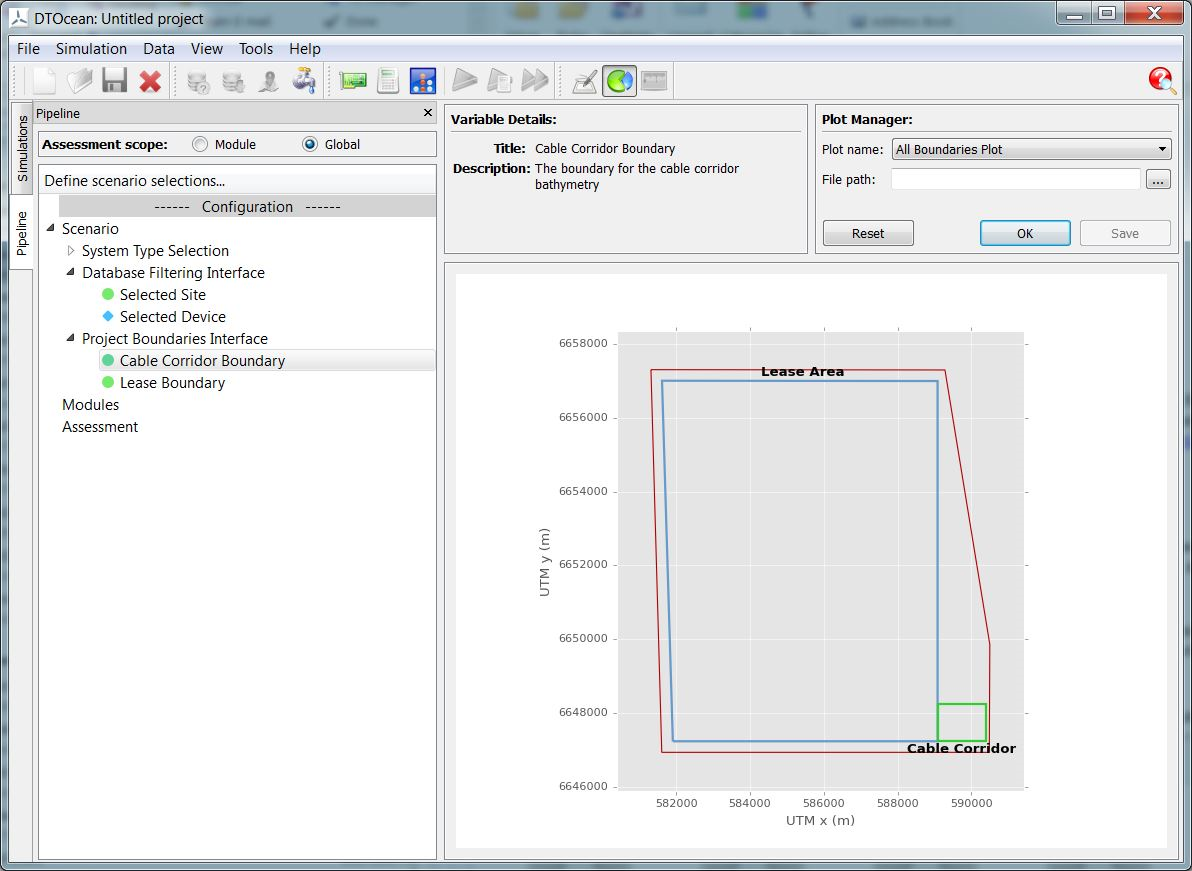 DTOcean: Untitled project
File Simulation Data View Tools Help
Simulations
Pipeline
Pipeline
Assessment scope: Module Global
Define scenario selections...
------ Configuration ------
Scenario
System Type Selection
Database Filtering Interface
Selected Site
Selected Device
Project Boundaries Interface
Cable Corridor Boundary
Lease Boundary
Modules
Assessment
Variable Details:
Title: Cable Corridor Boundary
Description: The boundary for the cable corridor
bathymetry
Plot Manager:
Plot name: All Boundaries Plot
File path: ...
Reset OK Save
6658000
6656000
6654000
6652000
6650000
6648000
6646000
UTM y (m)
Lease Area
Cable Corridor
582000 584000 586000 588000 590000
UTM x (m)